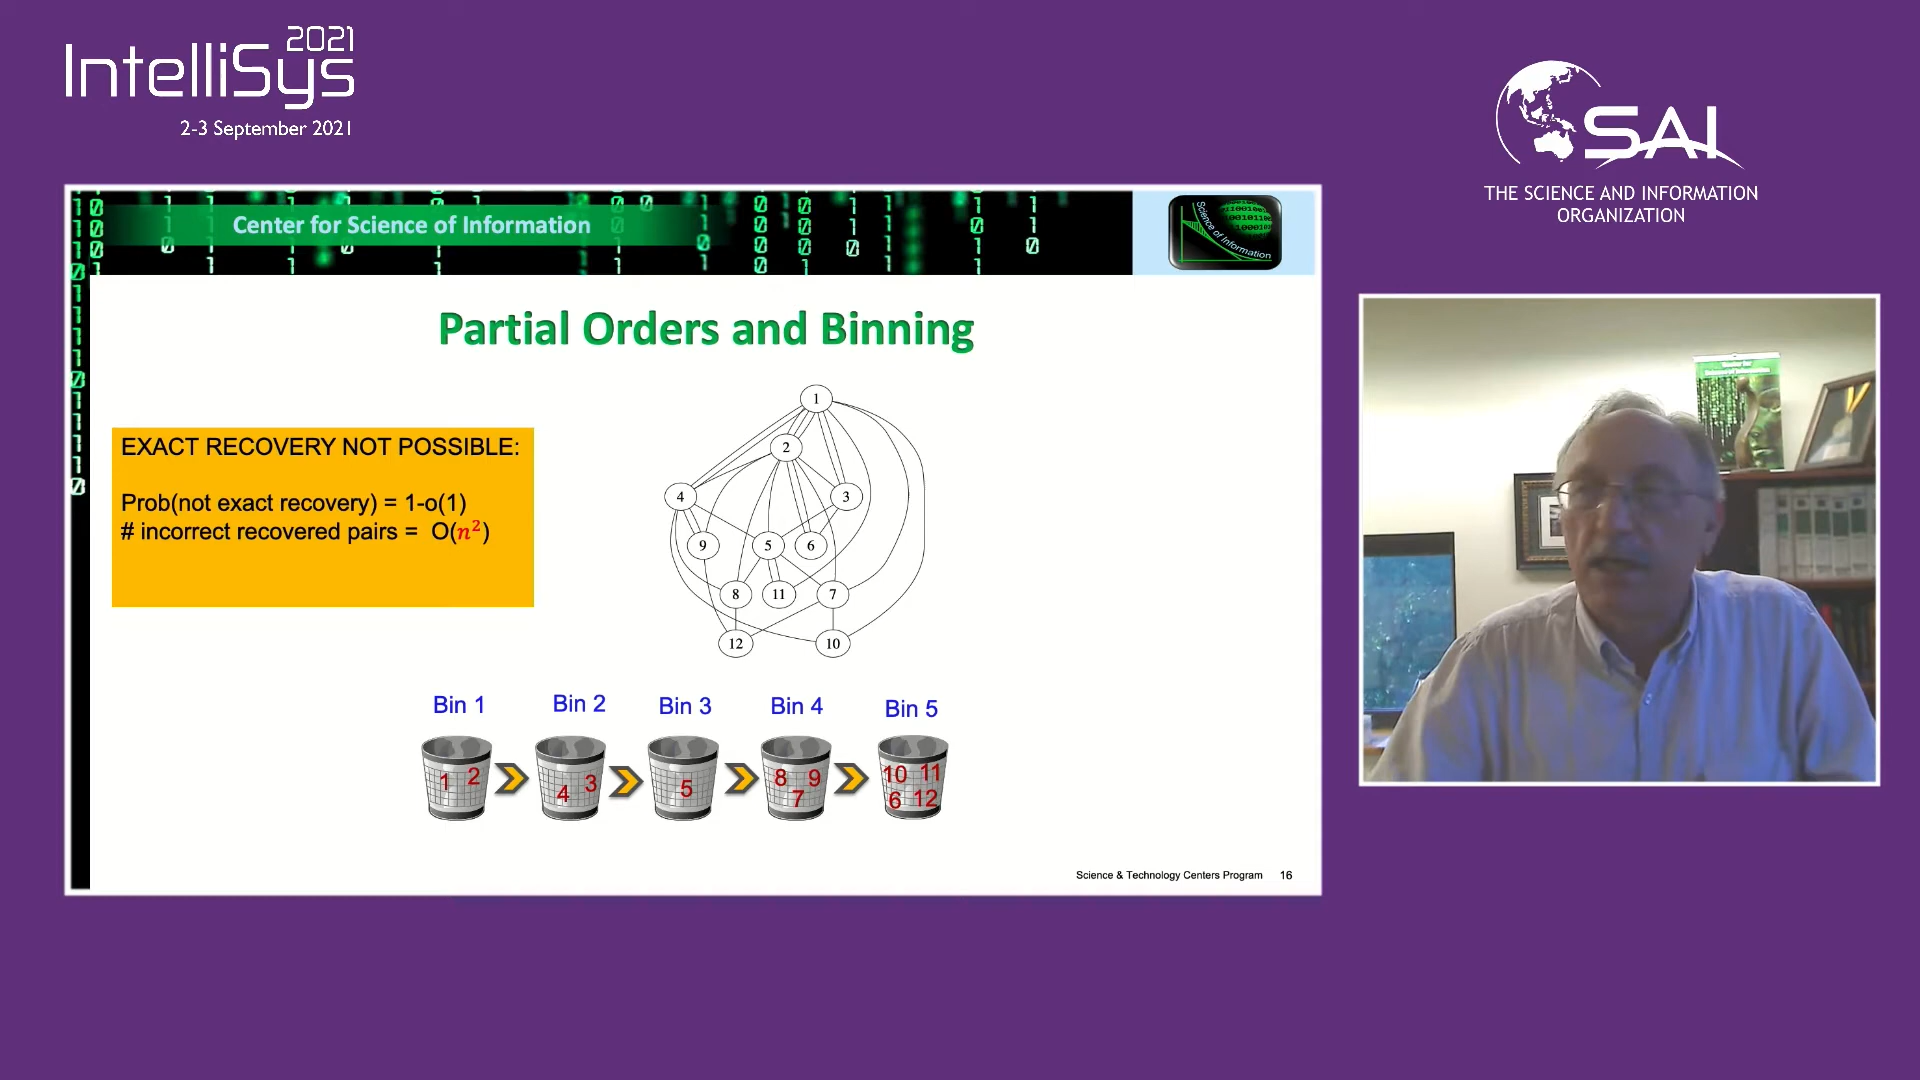 2021
IntelliSys
2-3 September 2021
SAI
THE SCIENCE AND INFORMATION
ORGANIZATION
Center for Science of Information
Science of Information
Partial Orders and Binning
EXACT RECOVERY NOT POSSIBLE:
Prob(not exact recovery) = 1-o(1)
# incorrect recovered pairs = O(n²)
1
2
4
3
9
5
6
8
11
7
12
10
Bin 1
Bin 2
Bin 3
Bin 4
Bin 5
1 2
4 3
5
8 9
7
10 11
6 12
Science & Technology Centers Program 16